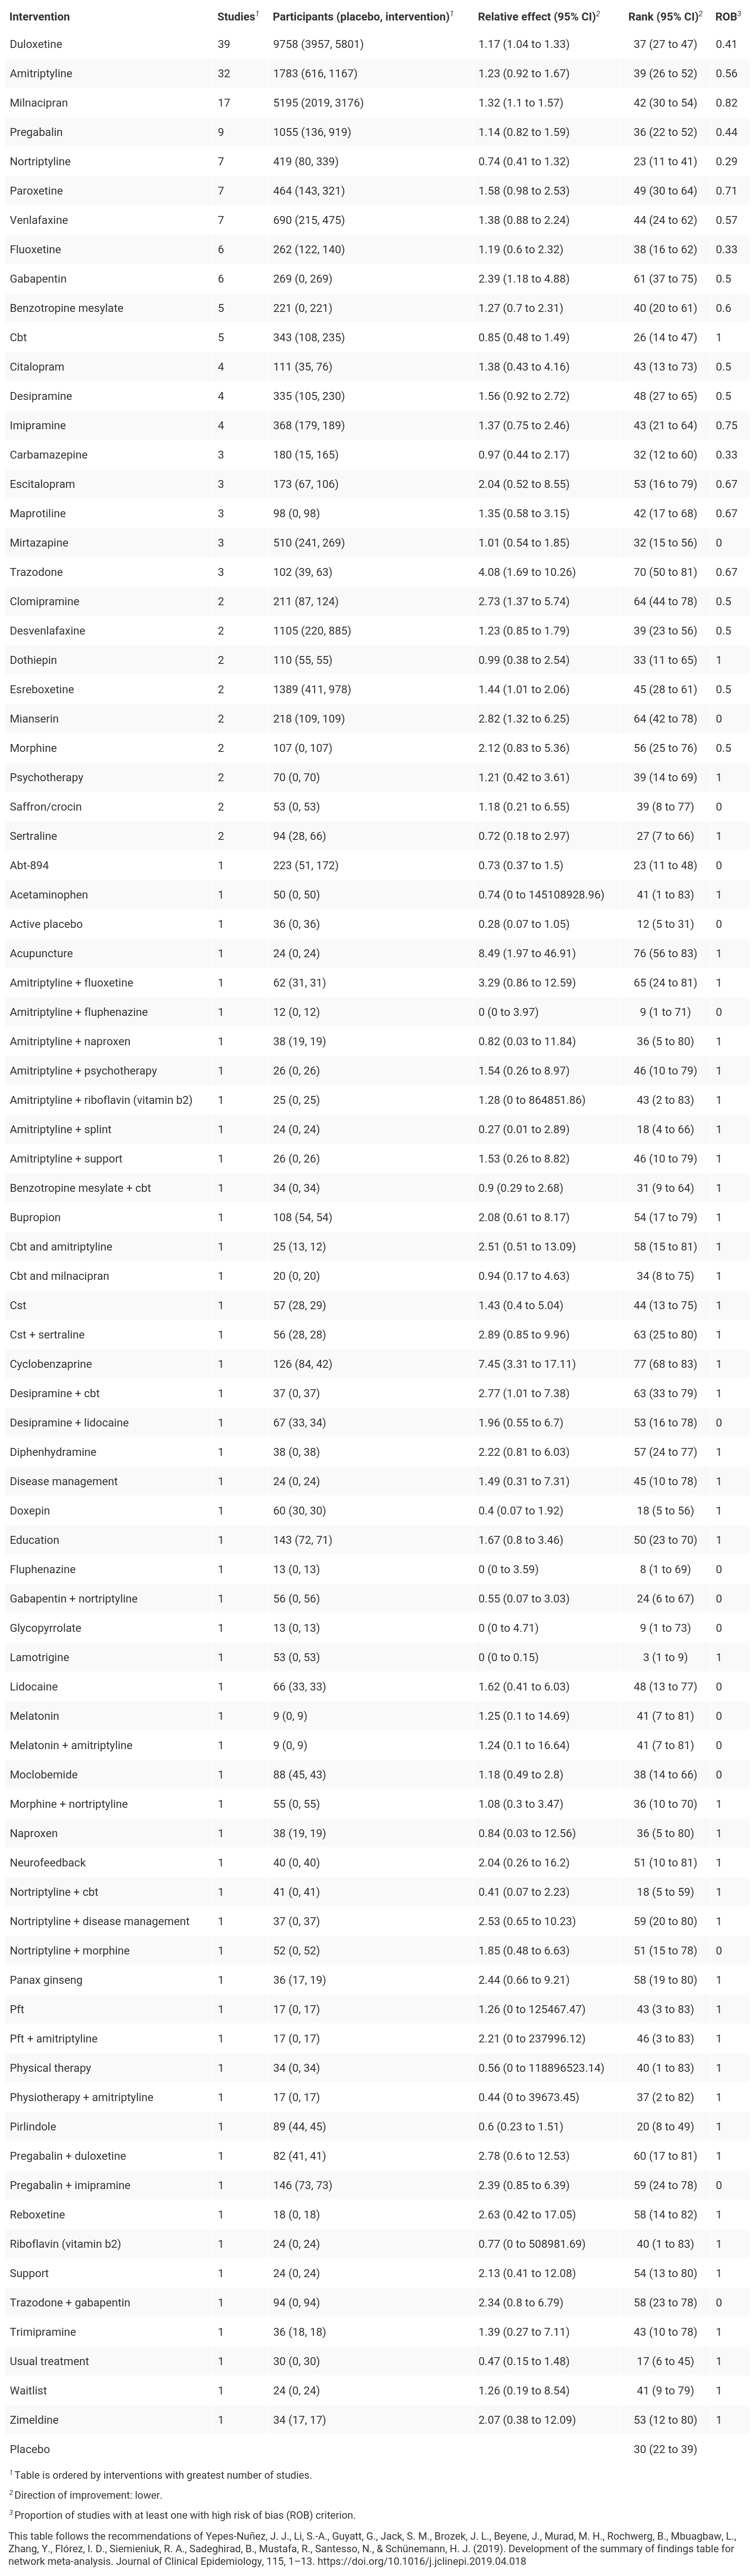 Intervention Studies1 Participants (placebo, intervention)1 Relative effect (95% CI)2 Rank (95% CI)2 ROB3
Duloxetine 39 9758 (3957, 5801) 1.17 (1.04 to 1.33) 37 (27 to 47) 0.41
Amitriptyline 32 1783 (616, 1167) 1.23 (0.92 to 1.67) 39 (26 to 52) 0.56
Milnacipran 17 5195 (2019, 3176) 1.32 (1.1 to 1.57) 42 (30 to 54) 0.82
Pregabalin 9 1055 (136, 919) 1.14 (0.82 to 1.59) 36 (22 to 52) 0.44
Nortriptyline 7 419 (80, 339) 0.74 (0.41 to 1.32) 23 (11 to 41) 0.29
Paroxetine 7 464 (143, 321) 1.58 (0.98 to 2.53) 49 (30 to 64) 0.71
Venlafaxine 7 690 (215, 475) 1.38 (0.88 to 2.24) 44 (24 to 62) 0.57
Fluoxetine 6 262 (122, 140) 1.19 (0.6 to 2.32) 38 (16 to 62) 0.33
Gabapentin 6 269 (0, 269) 2.39 (1.18 to 4.88) 61 (37 to 75) 0.5
Benzotropine mesylate 5 221 (0, 221) 1.27 (0.7 to 2.31) 40 (20 to 61) 0.6
Cbt 5 343 (108, 235) 0.85 (0.48 to 1.49) 26 (14 to 47) 1
Citalopram 4 111 (35, 76) 1.38 (0.43 to 4.16) 43 (13 to 73) 0.5
Desipramine 4 335 (105, 230) 1.56 (0.92 to 2.72) 48 (27 to 65) 0.5
Imipramine 4 368 (179, 189) 1.37 (0.75 to 2.46) 43 (21 to 64) 0.75
Carbamazepine 3 180 (15, 165) 0.97 (0.44 to 2.17) 32 (12 to 60) 0.33
Escitalopram 3 173 (67, 106) 2.04 (0.52 to 8.55) 53 (16 to 79) 0.67
Maprotiline 3 98 (0, 98) 1.35 (0.58 to 3.15) 42 (17 to 68) 0.67
Mirtazapine 3 510 (241, 269) 1.01 (0.54 to 1.85) 32 (15 to 56) 0
Trazodone 3 102 (39, 63) 4.08 (1.69 to 10.26) 70 (50 to 81) 0.67
Clomipramine 2 211 (87, 124) 2.73 (1.37 to 5.74) 64 (44 to 78) 0.5
Desvenlafaxine 2 1105 (220, 885) 1.23 (0.85 to 1.79) 39 (23 to 56) 0.5
Dothiepin 2 110 (55, 55) 0.99 (0.38 to 2.54) 33 (11 to 65) 1
Esreboxetine 2 1389 (411, 978) 1.44 (1.01 to 2.06) 45 (28 to 61) 0.5
Mianserin 2 218 (109, 109) 2.82 (1.32 to 6.25) 64 (42 to 78) 0
Morphine 2 107 (0, 107) 2.12 (0.83 to 5.36) 56 (25 to 76) 0.5
Psychotherapy 2 70 (0, 70) 1.21 (0.42 to 3.61) 39 (14 to 69) 1
Saffron/crocin 2 53 (0, 53) 1.18 (0.21 to 6.55) 39 (8 to 77) 0
Sertraline 2 94 (28, 66) 0.72 (0.18 to 2.97) 27 (7 to 66) 1
Abt-894 1 223 (51, 172) 0.73 (0.37 to 1.5) 23 (11 to 48) 0
Acetaminophen 1 50 (0, 50) 0.74 (0 to 145108928.96) 41 (1 to 83) 1
Active placebo 1 36 (0, 36) 0.28 (0.07 to 1.05) 12 (5 to 31) 0
Acupuncture 1 24 (0, 24) 8.49 (1.97 to 46.91) 76 (56 to 83) 1
Amitriptyline + fluoxetine 1 62 (31, 31) 3.29 (0.86 to 12.59) 65 (24 to 81) 1
Amitriptyline + fluphenazine 1 12 (0, 12) 0 (0 to 3.97) 9 (1 to 71) 0
Amitriptyline + naproxen 1 38 (19, 19) 0.82 (0.03 to 11.84) 36 (5 to 80) 1
Amitriptyline + psychotherapy 1 26 (0, 26) 1.54 (0.26 to 8.97) 46 (10 to 79) 1
Amitriptyline + riboflavin (vitamin b2) 1 25 (0, 25) 1.28 (0 to 864851.86) 43 (2 to 83) 1
Amitriptyline + splint 1 24 (0, 24) 0.27 (0.01 to 2.89) 18 (4 to 66) 1
Amitriptyline + support 1 26 (0, 26) 1.53 (0.26 to 8.82) 46 (10 to 79) 1
Benzotropine mesylate + cbt 1 34 (0, 34) 0.9 (0.29 to 2.68) 31 (9 to 64) 1
Bupropion 1 108 (54, 54) 2.08 (0.61 to 8.17) 54 (17 to 79) 1
Cbt and amitriptyline 1 25 (13, 12) 2.51 (0.51 to 13.09) 58 (15 to 81) 1
Cbt and milnacipran 1 20 (0, 20) 0.94 (0.17 to 4.63) 34 (8 to 75) 1
Cst 1 57 (28, 29) 1.43 (0.4 to 5.04) 44 (13 to 75) 1
Cst + sertraline 1 56 (28, 28) 2.89 (0.85 to 9.96) 63 (25 to 80) 1
Cyclobenzaprine 1 126 (84, 42) 7.45 (3.31 to 17.11) 77 (68 to 83) 1
Desipramine + cbt 1 37 (0, 37) 2.77 (1.01 to 7.38) 63 (33 to 79) 1
Desipramine + lidocaine 1 67 (33, 34) 1.96 (0.55 to 6.7) 53 (16 to 78) 0
Diphenhydramine 1 38 (0, 38) 2.22 (0.81 to 6.03) 57 (24 to 77) 1
Disease management 1 24 (0, 24) 1.49 (0.31 to 7.31) 45 (10 to 78) 1
Doxepin 1 60 (30, 30) 0.4 (0.07 to 1.92) 18 (5 to 56) 1
Education 1 143 (72, 71) 1.67 (0.8 to 3.46) 50 (23 to 70) 1
Fluphenazine 1 13 (0, 13) 0 (0 to 3.59) 8 (1 to 69) 0
Gabapentin + nortriptyline 1 56 (0, 56) 0.55 (0.07 to 3.03) 24 (6 to 67) 0
Glycopyrrolate 1 13 (0, 13) 0 (0 to 4.71) 9 (1 to 73) 0
Lamotrigine 1 53 (0, 53) 0 (0 to 0.15) 3 (1 to 9) 1
Lidocaine 1 66 (33, 33) 1.62 (0.41 to 6.03) 48 (13 to 77) 0
Melatonin 1 9 (0, 9) 1.25 (0.1 to 14.69) 41 (7 to 81) 0
Melatonin + amitriptyline 1 9 (0, 9) 1.24 (0.1 to 16.64) 41 (7 to 81) 0
Moclobemide 1 88 (45, 43) 1.18 (0.49 to 2.8) 38 (14 to 66) 0
Morphine + nortriptyline 1 55 (0, 55) 1.08 (0.3 to 3.47) 36 (10 to 70) 1
Naproxen 1 38 (19, 19) 0.84 (0.03 to 12.56) 36 (5 to 80) 1
Neurofeedback 1 40 (0, 40) 2.04 (0.26 to 16.2) 51 (10 to 81) 1
Nortriptyline + cbt 1 41 (0, 41) 0.41 (0.07 to 2.23) 18 (5 to 59) 1
Nortriptyline + disease management 1 37 (0, 37) 2.53 (0.65 to 10.23) 59 (20 to 80) 1
Nortriptyline + morphine 1 52 (0, 52) 1.85 (0.48 to 6.63) 51 (15 to 78) 0
Panax ginseng 1 36 (17, 19) 2.44 (0.66 to 9.21) 58 (19 to 80) 1
Pft 1 17 (0, 17) 1.26 (0 to 125467.47) 43 (3 to 83) 1
Pft + amitriptyline 1 17 (0, 17) 2.21 (0 to 237996.12) 46 (3 to 83) 1
Physical therapy 1 34 (0, 34) 0.56 (0 to 118896523.14) 40 (1 to 83) 1
Physiotherapy + amitriptyline 1 17 (0, 17) 0.44 (0 to 39673.45) 37 (2 to 82) 1
Pirlindole 1 89 (44, 45) 0.6 (0.23 to 1.51) 20 (8 to 49) 1
Pregabalin + duloxetine 1 82 (41, 41) 2.78 (0.6 to 12.53) 60 (17 to 81) 1
Pregabalin + imipramine 1 146 (73, 73) 2.39 (0.85 to 6.39) 59 (24 to 78) 0
Reboxetine 1 18 (0, 18) 2.63 (0.42 to 17.05) 58 (14 to 82) 1
Riboflavin (vitamin b2) 1 24 (0, 24) 0.77 (0 to 508981.69) 40 (1 to 83) 1
Support 1 24 (0, 24) 2.13 (0.41 to 12.08) 54 (13 to 80) 1
Trazodone + gabapentin 1 94 (0, 94) 2.34 (0.8 to 6.79) 58 (23 to 78) 0
Trimipramine 1 36 (18, 18) 1.39 (0.27 to 7.11) 43 (10 to 78) 1
Usual treatment 1 30 (0, 30) 0.47 (0.15 to 1.48) 17 (6 to 45) 1
Waitlist 1 24 (0, 24) 1.26 (0.19 to 8.54) 41 (9 to 79) 1
Zimeldine 1 34 (17, 17) 2.07 (0.38 to 12.09) 53 (12 to 80) 1
Placebo 30 (22 to 39)
1 Table is ordered by interventions with greatest number of studies.
2 Direction of improvement: lower.
3 Proportion of studies with at least one with high risk of bias (ROB) criterion.
This table follows the recommendations of Yepes-Nuñez, J. J., Li, S.-A., Guyatt, G., Jack, S. M., Brozek, J. L., Beyene, J., Murad, M. H., Rochwerg, B., Mbuagbaw, L.,
Zhang, Y., Flórez, I. D., Siemieniuk, R. A., Sadeghirad, B., Mustafa, R., Santesso, N., & Schünemann, H. J. (2019). Development of the summary of findings table for
network meta-analysis. Journal of Clinical Epidemiology, 115, 1–13. https://doi.org/10.1016/j.jclinepi.2019.04.018